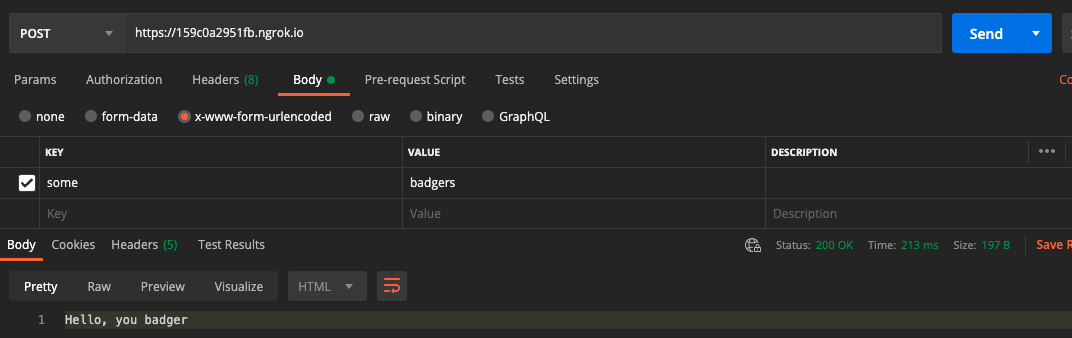 POST https://159c0a2951fb.ngrok.io Send
Params Authorization Headers (8) Body Pre-request Script Tests Settings Co
none form-data x-www-form-urlencoded raw binary GraphQL
KEY VALUE DESCRIPTION •••
some badgers
Key Value Description
Body Cookies Headers (5) Test Results Status: 200 OK Time: 213 ms Size: 197 B Save R
Pretty Raw Preview Visualize HTML
1 Hello, you badger